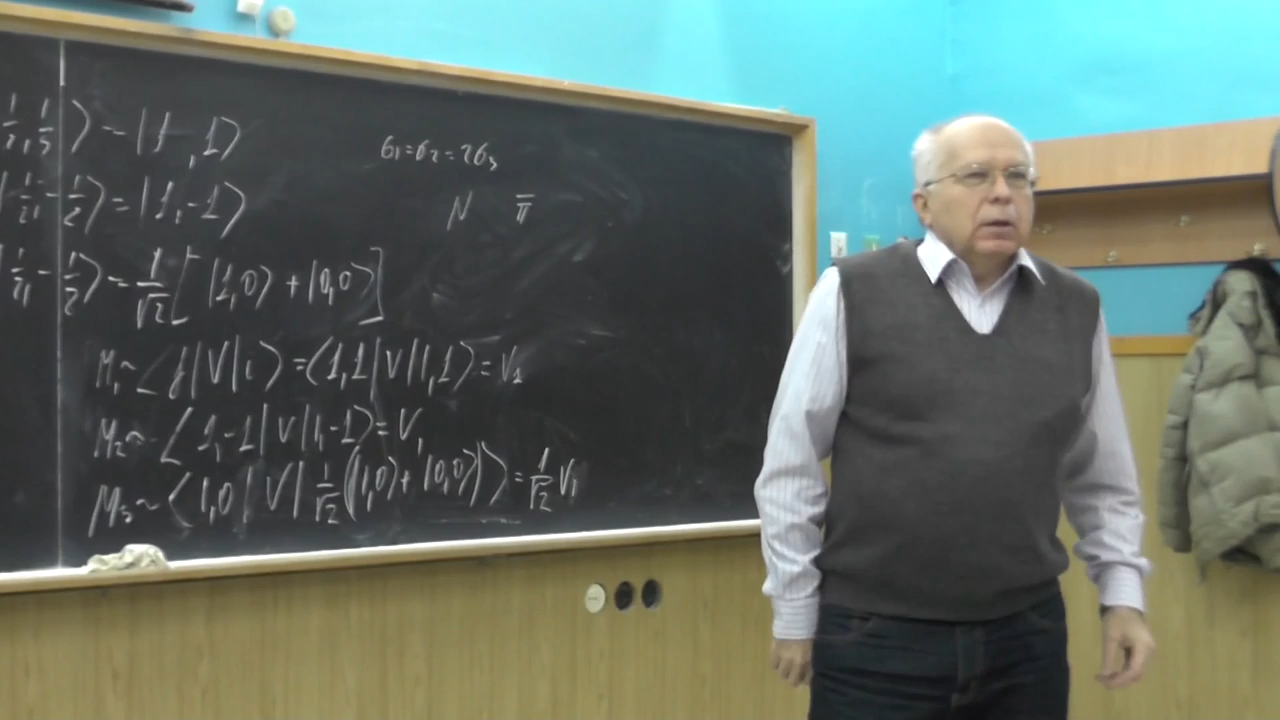 1/2, 1/2 ⟩ = |1, 1⟩
| 1/2, - 1/2 ⟩ = |1, -1⟩
| 1/2, - 1/2 ⟩ = 1/√2 [ |1,0⟩ + |0,0⟩ ]
σ₁=σ₂=2σ₃
N π
M₁ ~ ⟨f|V|i⟩ = ⟨1,1|V|1,1⟩ = V₁
M₂ ~ ⟨1,-1|V|1,-1⟩ = V₁
M₃ ~ ⟨1,0|V| 1/√2 (|1,0⟩ + |0,0⟩)⟩ = 1/√2 V₁